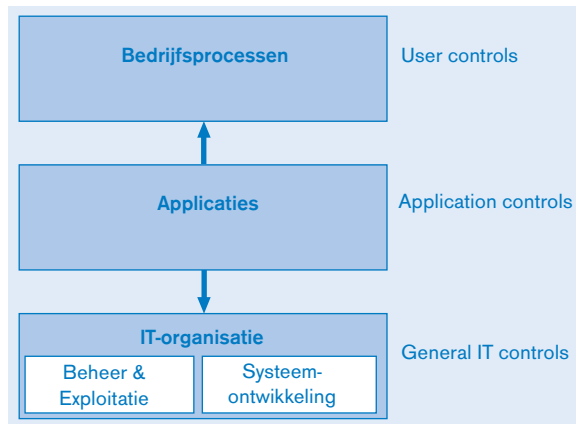 Bedrijfsprocessen
User controls
Applicaties
Application controls
IT-organisatie
General IT controls
Beheer &
Exploitatie
Systeem-
ontwikkeling